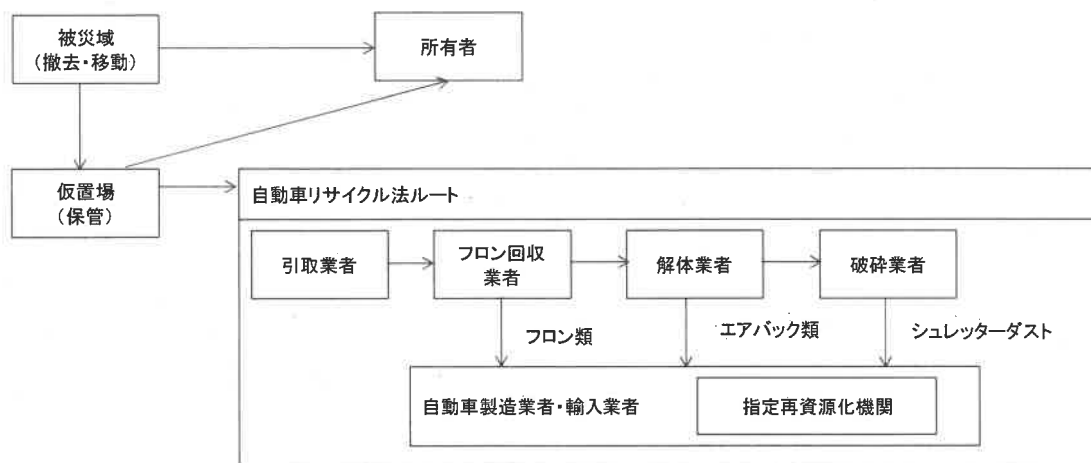 被災域
(撤去・移動)
所有者
仮置場
(保管)
自動車リサイクル法ルート
引取業者
フロン回収
業者
解体業者
破砕業者
フロン類
エアバック類
シュレッターダスト
自動車製造業者・輸入業者
指定再資源化機関